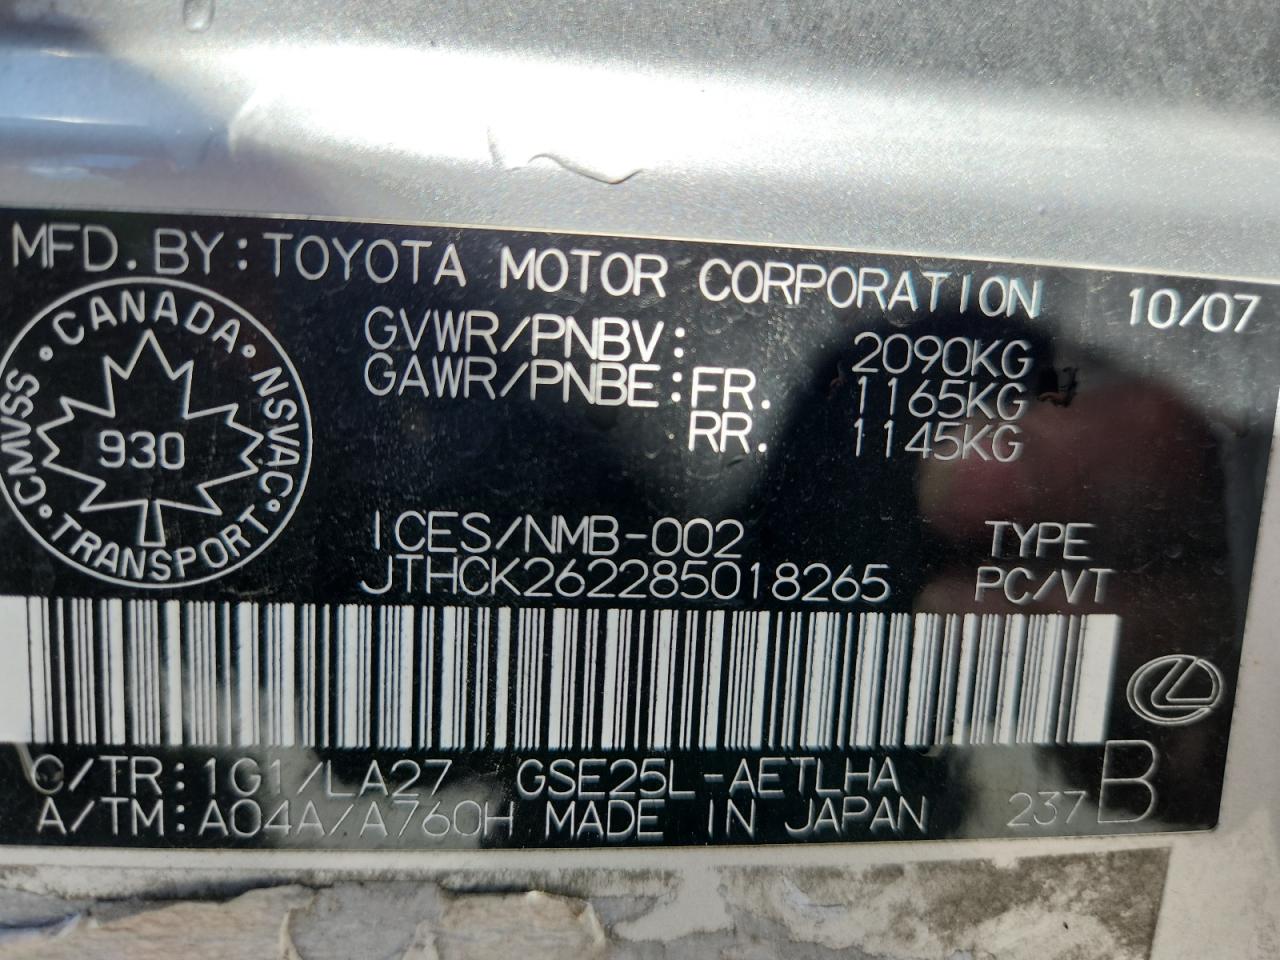 MFD. BY: TOYOTA MOTOR CORPORATION 10/07
GVWR/PNBV: 2090KG
GAWR/PNBE: FR. 1165KG
RR. 1145KG
CANADA · NSVAC · TRANSPORT · CMVSS ·
930
ICES/NMB-002 TYPE
JTHCK262285018265 PC/VT
C/TR: 1G1/LA27 GSE25L-AETLHA
A/TM: A04A/A760H MADE IN JAPAN 237 B